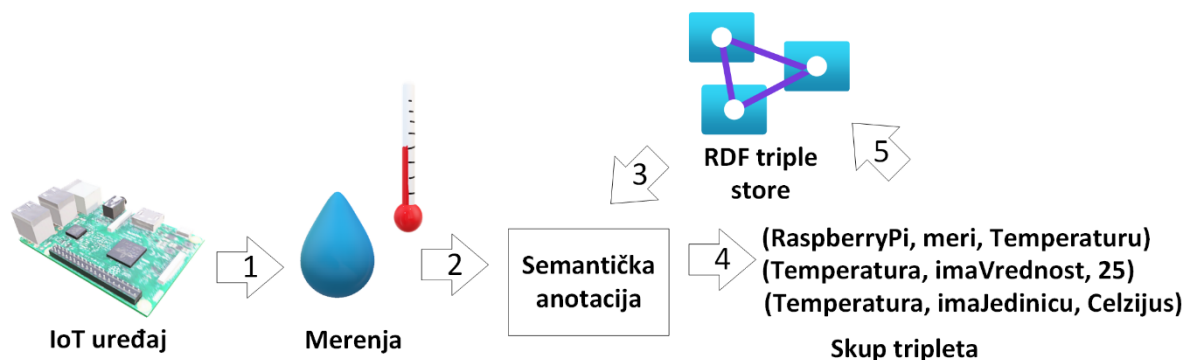 RDF triple
store
1
2
3
4
5
IoT uređaj
Merenja
Semantička
anotacija
(RaspberryPi, meri, Temperaturu)
(Temperatura, imaVrednost, 25)
(Temperatura, imaJedinicu, Celzijus)
Skup tripleta